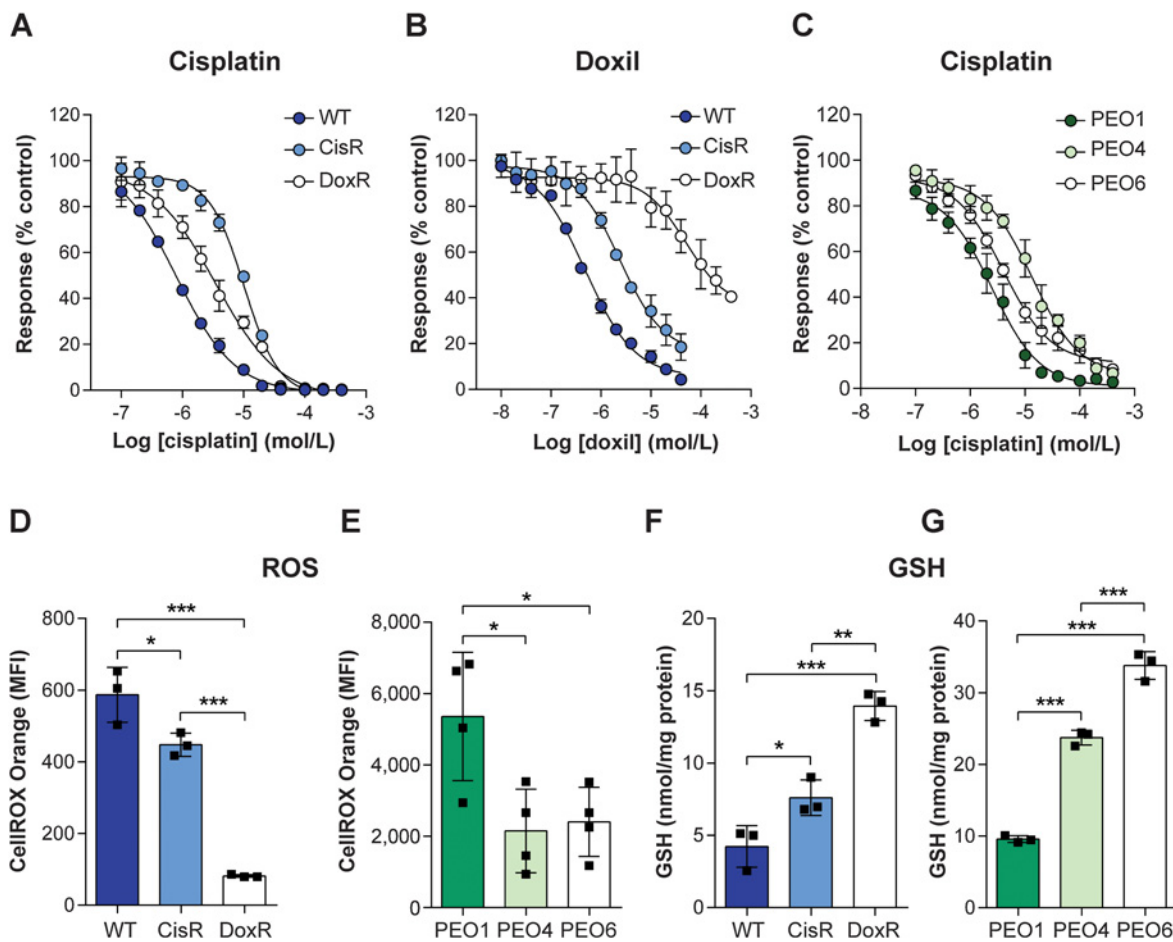 A
Cisplatin
120
100
80
60
40
20
0
Response (% control)
WT
CisR
DoxR
-7
-6
-5
-4
-3
Log [cisplatin] (mol/L)
B
Doxil
120
100
80
60
40
20
0
Response (% control)
WT
CisR
DoxR
-8
-7
-6
-5
-4
-3
Log [doxil] (mol/L)
C
Cisplatin
120
100
80
60
40
20
0
Response (% control)
PEO1
PEO4
PEO6
-8
-7
-6
-5
-4
-3
Log [cisplatin] (mol/L)
D
E
ROS
800
600
400
200
0
CellROX Orange (MFI)
***
*
***
WT
CisR
DoxR
8,000
6,000
4,000
2,000
0
CellROX Orange (MFI)
*
*
PEO1
PEO4
PEO6
F
G
GSH
20
15
10
5
0
GSH (nmol/mg protein)
**
***
*
WT
CisR
DoxR
40
30
20
10
0
GSH (nmol/mg protein)
***
***
***
PEO1
PEO4
PEO6